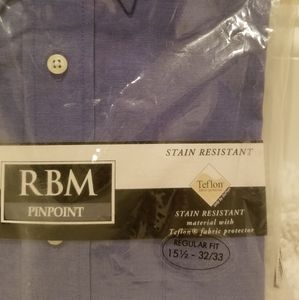 STAIN RESISTANT
RBM
PINPOINT
Teflon
STAIN RESISTANT
material with
Teflon® fabric protector
REGULAR FIT
15½ - 32/33